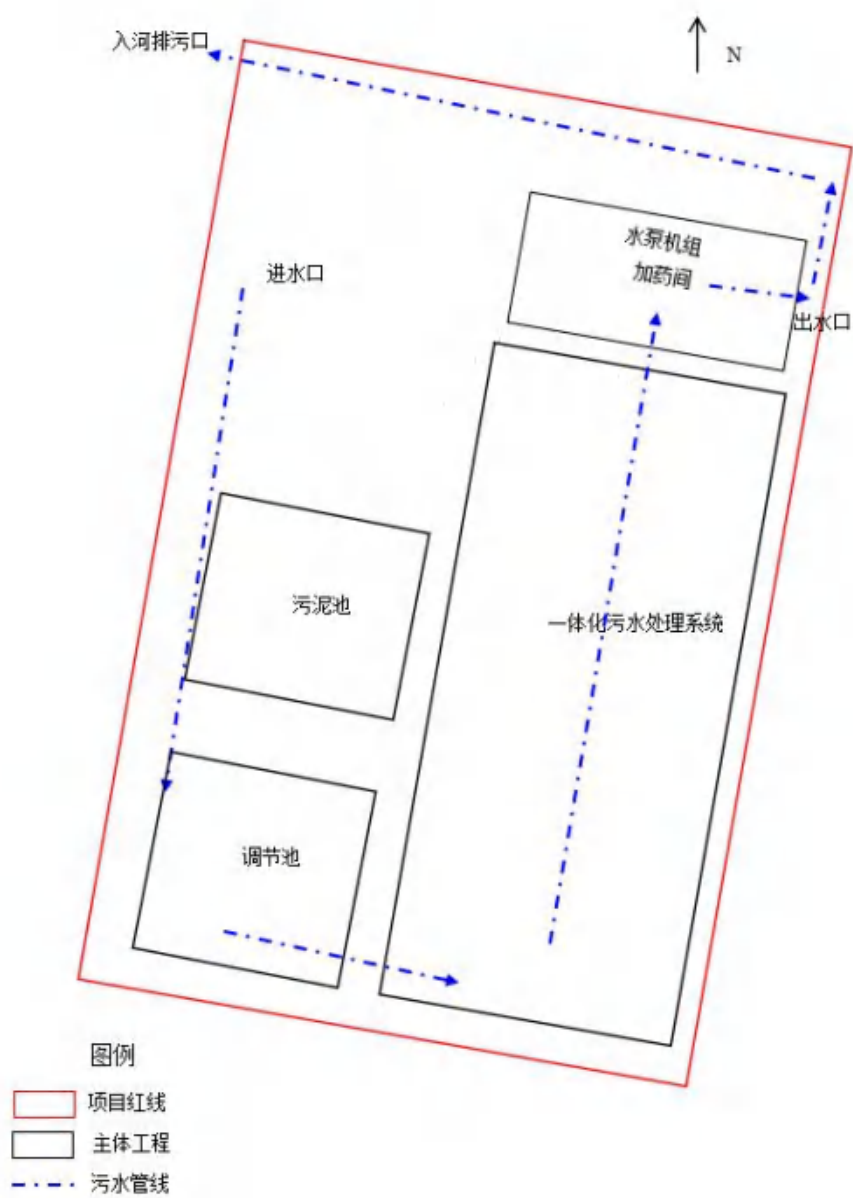 入河排污口
N
水泵机组
加药间
进水口
出水口
污泥池
一体化污水处理系统
调节池
图例
项目红线
主体工程
污水管线